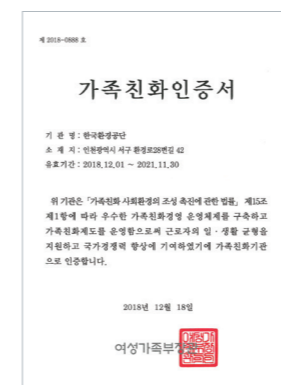 제 2018-0888 호
가족친화인증서
기 관 명 : 한국환경공단
소 재 지 : 인천광역시 서구 환경로28번길 42
유효기간 : 2018.12.01 ~ 2021.11.30
위 기관은 「가족친화 사회환경의 조성 촉진에 관한 법률」 제15조
제1항에 따라 우수한 가족친화경영 운영체제를 구축하고
가족친화제도를 운영함으로써 근로자의 일 · 생활 균형을
지원하고 국가경쟁력 향상에 기여하였기에 가족친화기관
으로 인증합니다.
2018년 12월 18일
여성가족부장관